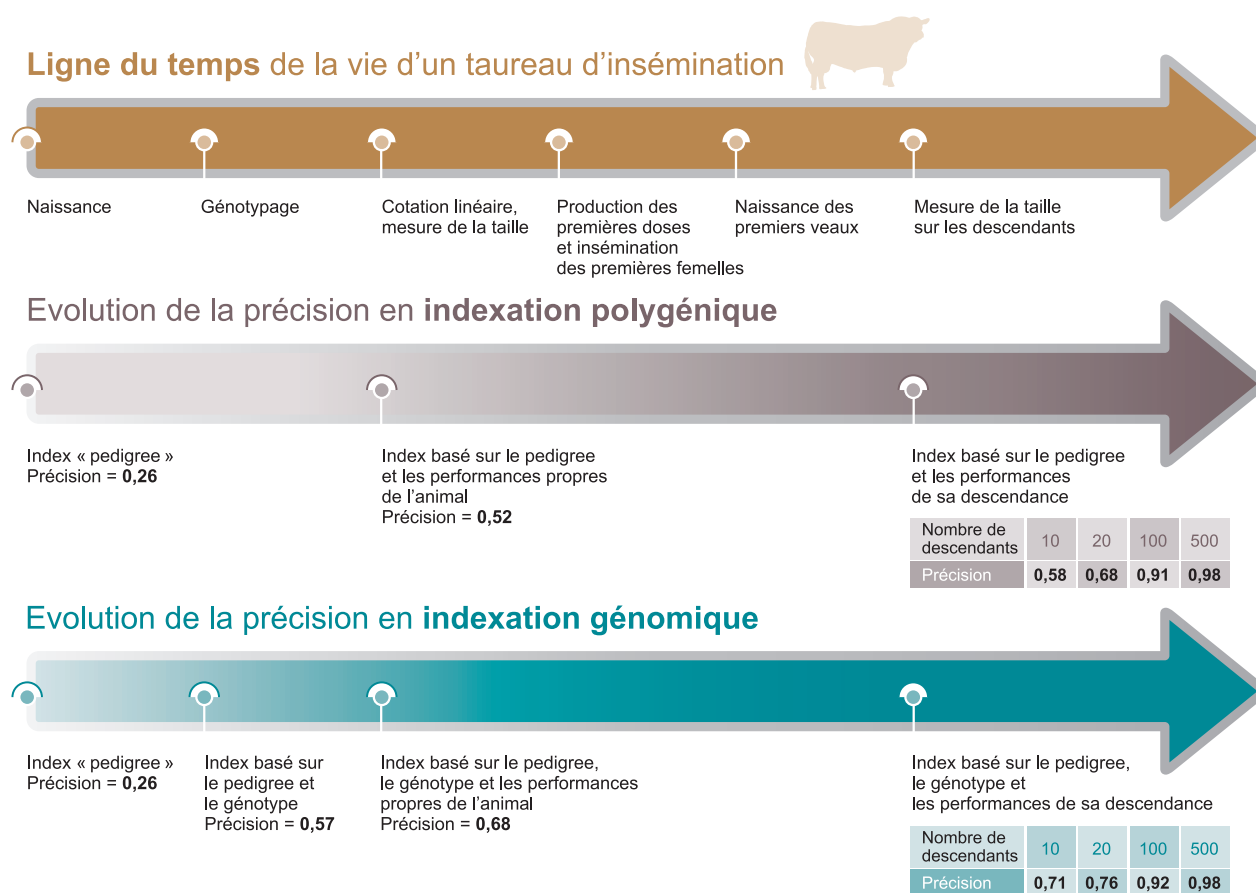 Ligne du temps de la vie d'un taureau d'insémination
Naissance
Génotypage
Cotation linéaire,
mesure de la taille
Production des
premières doses
et insémination
des premières femelles
Naissance des
premiers veaux
Mesure de la taille
sur les descendants
Evolution de la précision en indexation polygénique
Index « pedigree »
Précision = 0,26
Index basé sur le pedigree
et les performances propres
de l'animal
Précision = 0,52
Index basé sur le pedigree
et les performances
de sa descendance
Nombre de
descendants 10 20 100 500
Précision 0,58 0,68 0,91 0,98
Evolution de la précision en indexation génomique
Index « pedigree »
Précision = 0,26
Index basé sur
le pedigree et
le génotype
Précision = 0,57
Index basé sur le pedigree,
le génotype et les performances
propres de l'animal
Précision = 0,68
Index basé sur le pedigree,
le génotype et
les performances de sa descendance
Nombre de
descendants 10 20 100 500
Précision 0,71 0,76 0,92 0,98